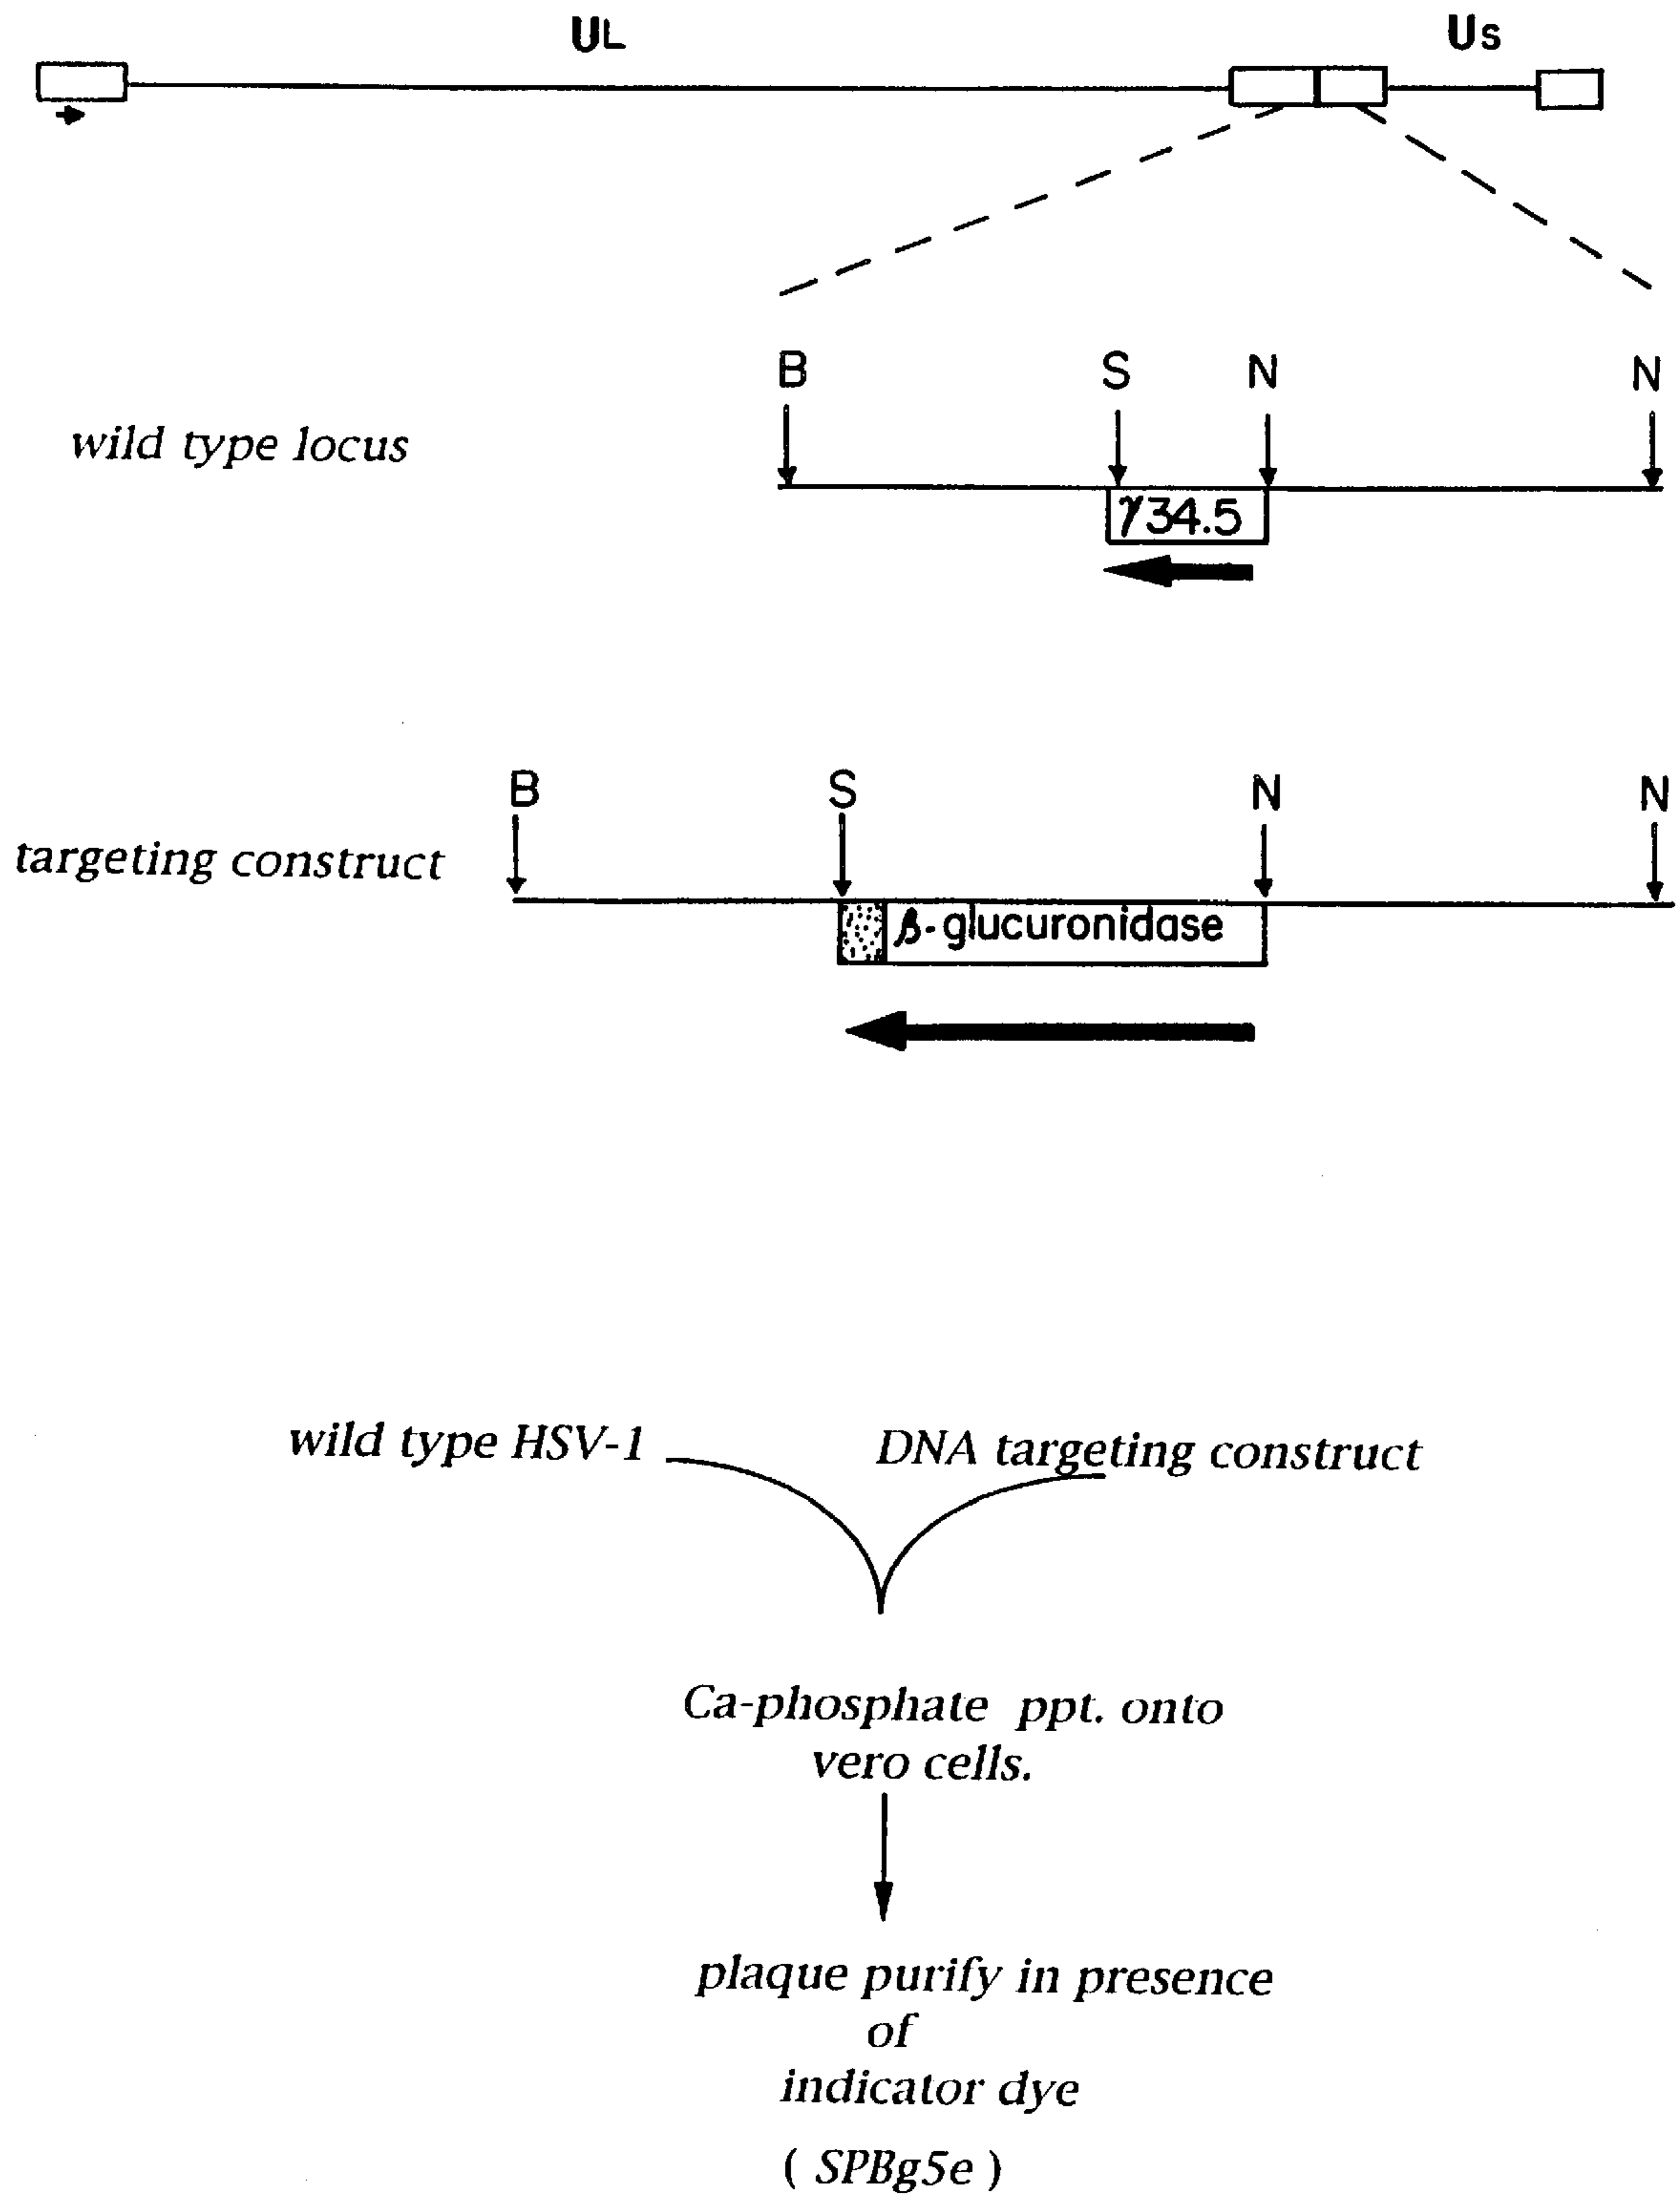 UL Us
B S N N
wild type locus
γ34.5
B S N N
targeting construct
β-glucuronidase
wild type HSV-1 DNA targeting construct
Ca-phosphate ppt. onto
vero cells.
plaque purify in presence
of
indicator dye
( SPBg5e )